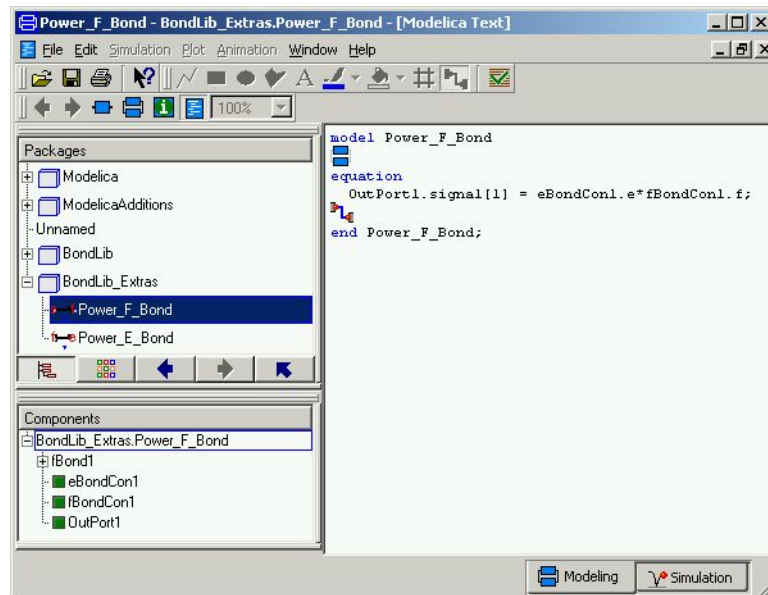 Power_F_Bond - BondLib_Extras.Power_F_Bond - [Modelica Text]
File Edit Simulation Plot Animation Window Help
100%
Packages
Modelica
ModelicaAdditions
Unnamed
BondLib
BondLib_Extras
Power_F_Bond
Power_E_Bond
Components
BondLib_Extras.Power_F_Bond
fBond1
eBondCon1
fBondCon1
OutPort1
model Power_F_Bond
equation
OutPort1.signal[1] = eBondCon1.e*fBondCon1.f;
end Power_F_Bond;
Modeling Simulation